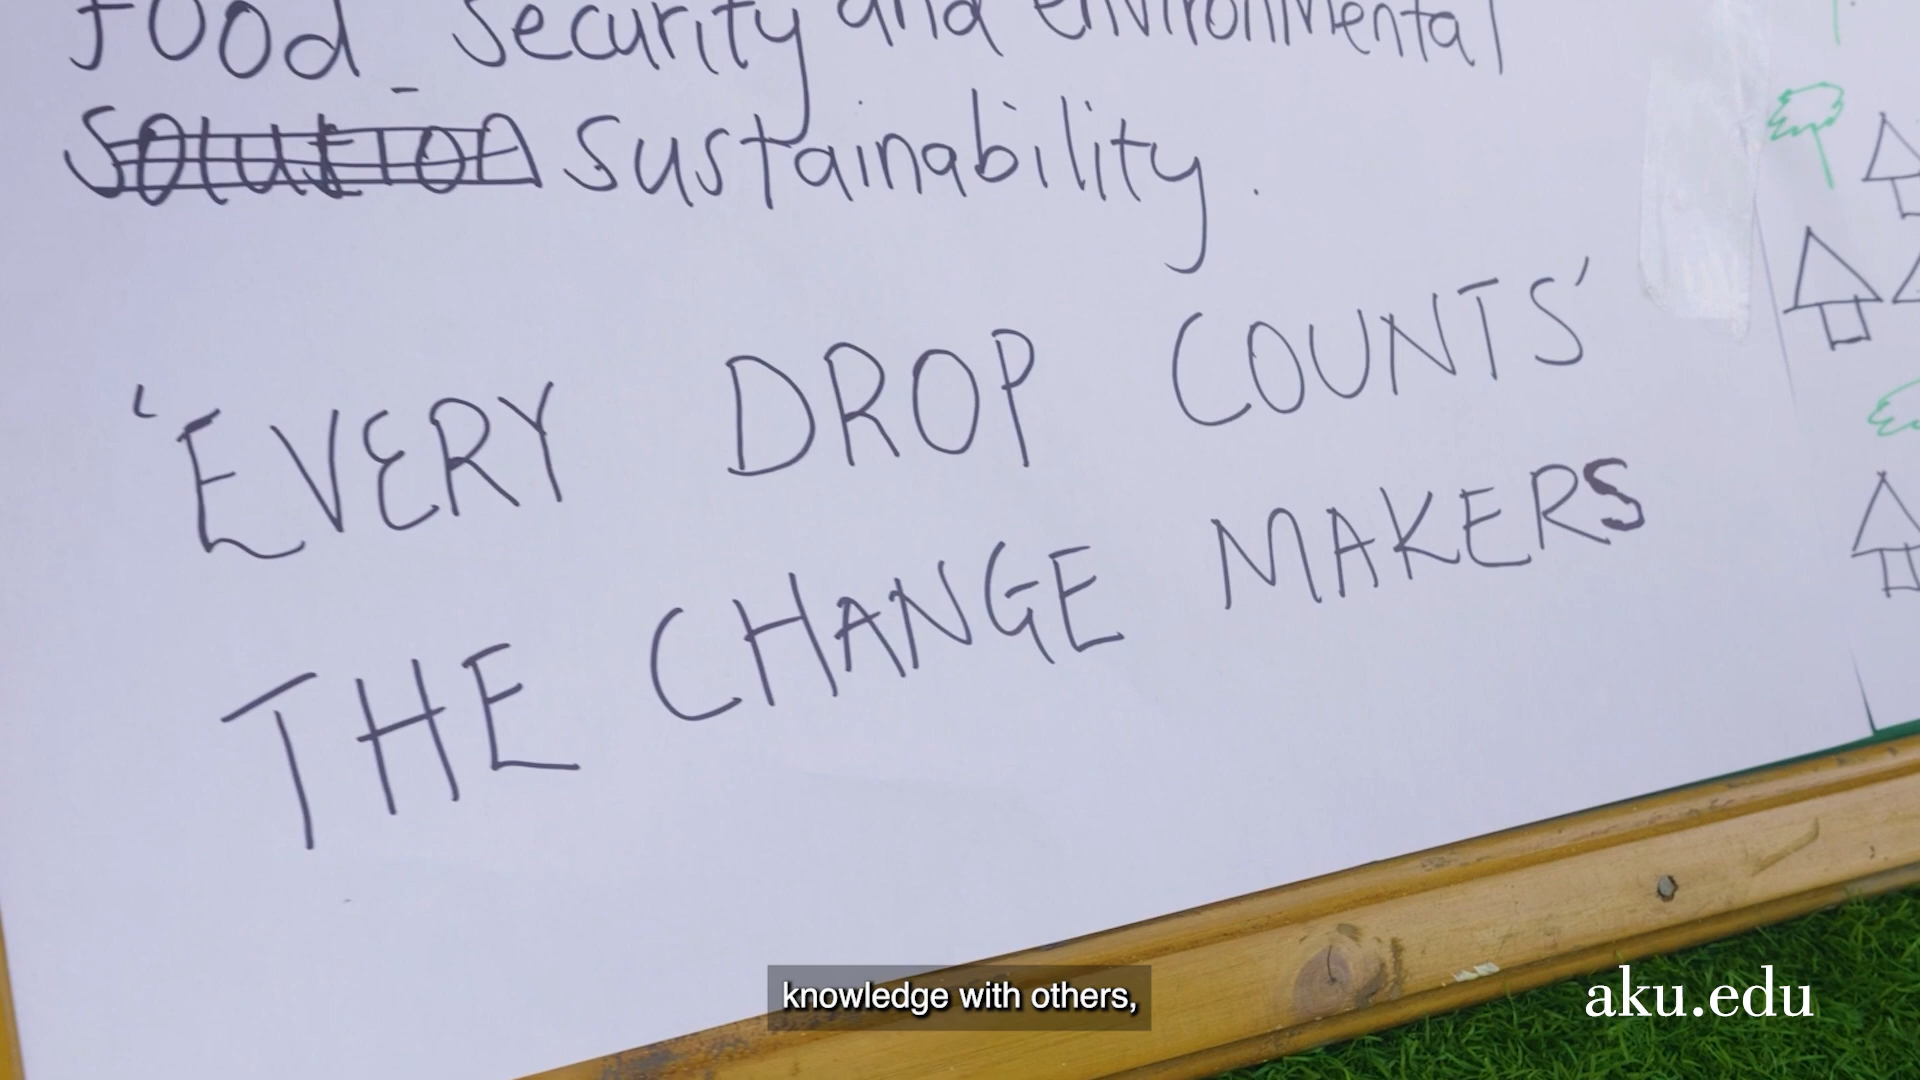 Food Security and environmental
Solution Sustainability.
'EVERY DROP COUNTS'
THE CHANGE MAKERS
knowledge with others,
aku.edu